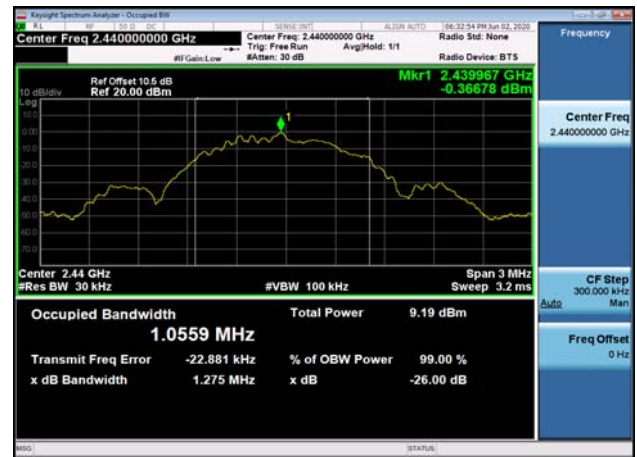 Keysight Spectrum Analyzer - Occupied BW
RL RF 50 Ω DC SENSE:INT ALIGN AUTO 06:32:54 PM Jun 02, 2020
Center Freq 2.440000000 GHz
Center Freq: 2.440000000 GHz
Radio Std: None
Trig: Free Run Avg|Hold: 1/1
#IFGain:Low #Atten: 30 dB Radio Device: BTS
Mkr1 2.439967 GHz
-0.36678 dBm
Ref Offset 10.5 dB
10 dB/div Ref 20.00 dBm
Log
10.0
0.00
1
Center 2.44 GHz Span 3 MHz
#Res BW 30 kHz #VBW 100 kHz Sweep 3.2 ms
Occupied Bandwidth Total Power 9.19 dBm
1.0559 MHz
Transmit Freq Error -22.881 kHz % of OBW Power 99.00 %
x dB Bandwidth 1.275 MHz x dB -26.00 dB
MSG STATUS
Frequency
Center Freq
2.440000000 GHz
CF Step
300.000 kHz
Auto Man
Freq Offset
0 Hz